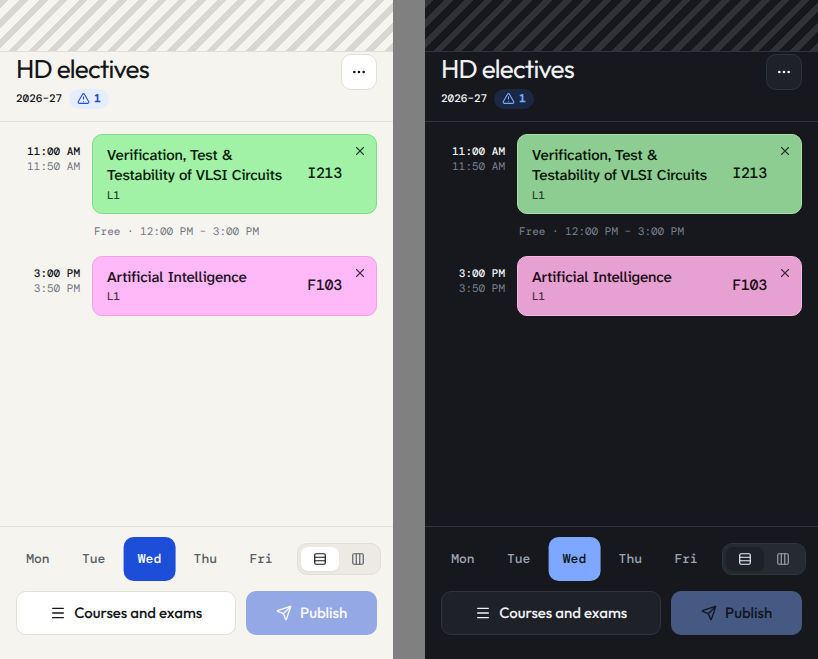 HD electives
2026-27 1
11:00 AM
11:50 AM
Verification, Test &
Testability of VLSI Circuits
L1
I213
Free · 12:00 PM – 3:00 PM
3:00 PM
3:50 PM
Artificial Intelligence
L1
F103
Mon Tue Wed Thu Fri
Courses and exams Publish
HD electives
2026-27 1
11:00 AM
11:50 AM
Verification, Test &
Testability of VLSI Circuits
L1
I213
Free · 12:00 PM – 3:00 PM
3:00 PM
3:50 PM
Artificial Intelligence
L1
F103
Mon Tue Wed Thu Fri
Courses and exams Publish